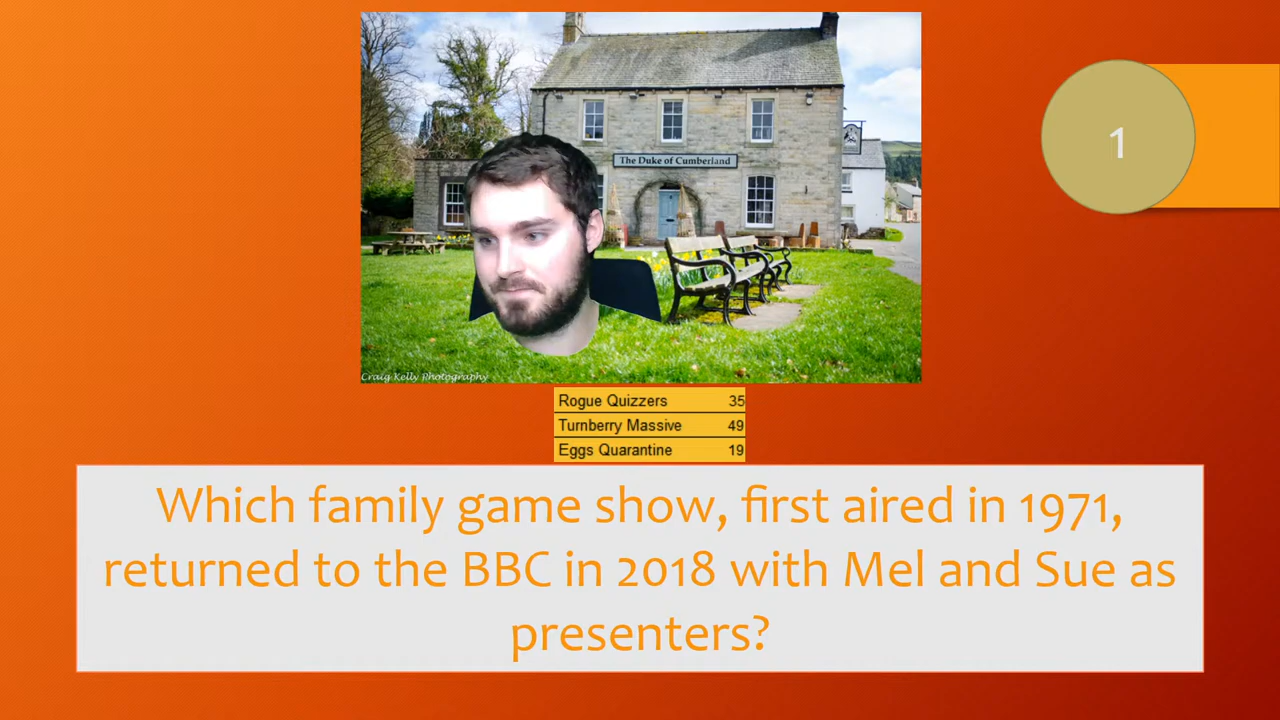 The Duke of Cumberland
1
Craig Kelly Photography
Rogue Quizzers 35
Turnberry Massive 49
Eggs Quarantine 19
Which family game show, first aired in 1971,
returned to the BBC in 2018 with Mel and Sue as
presenters?